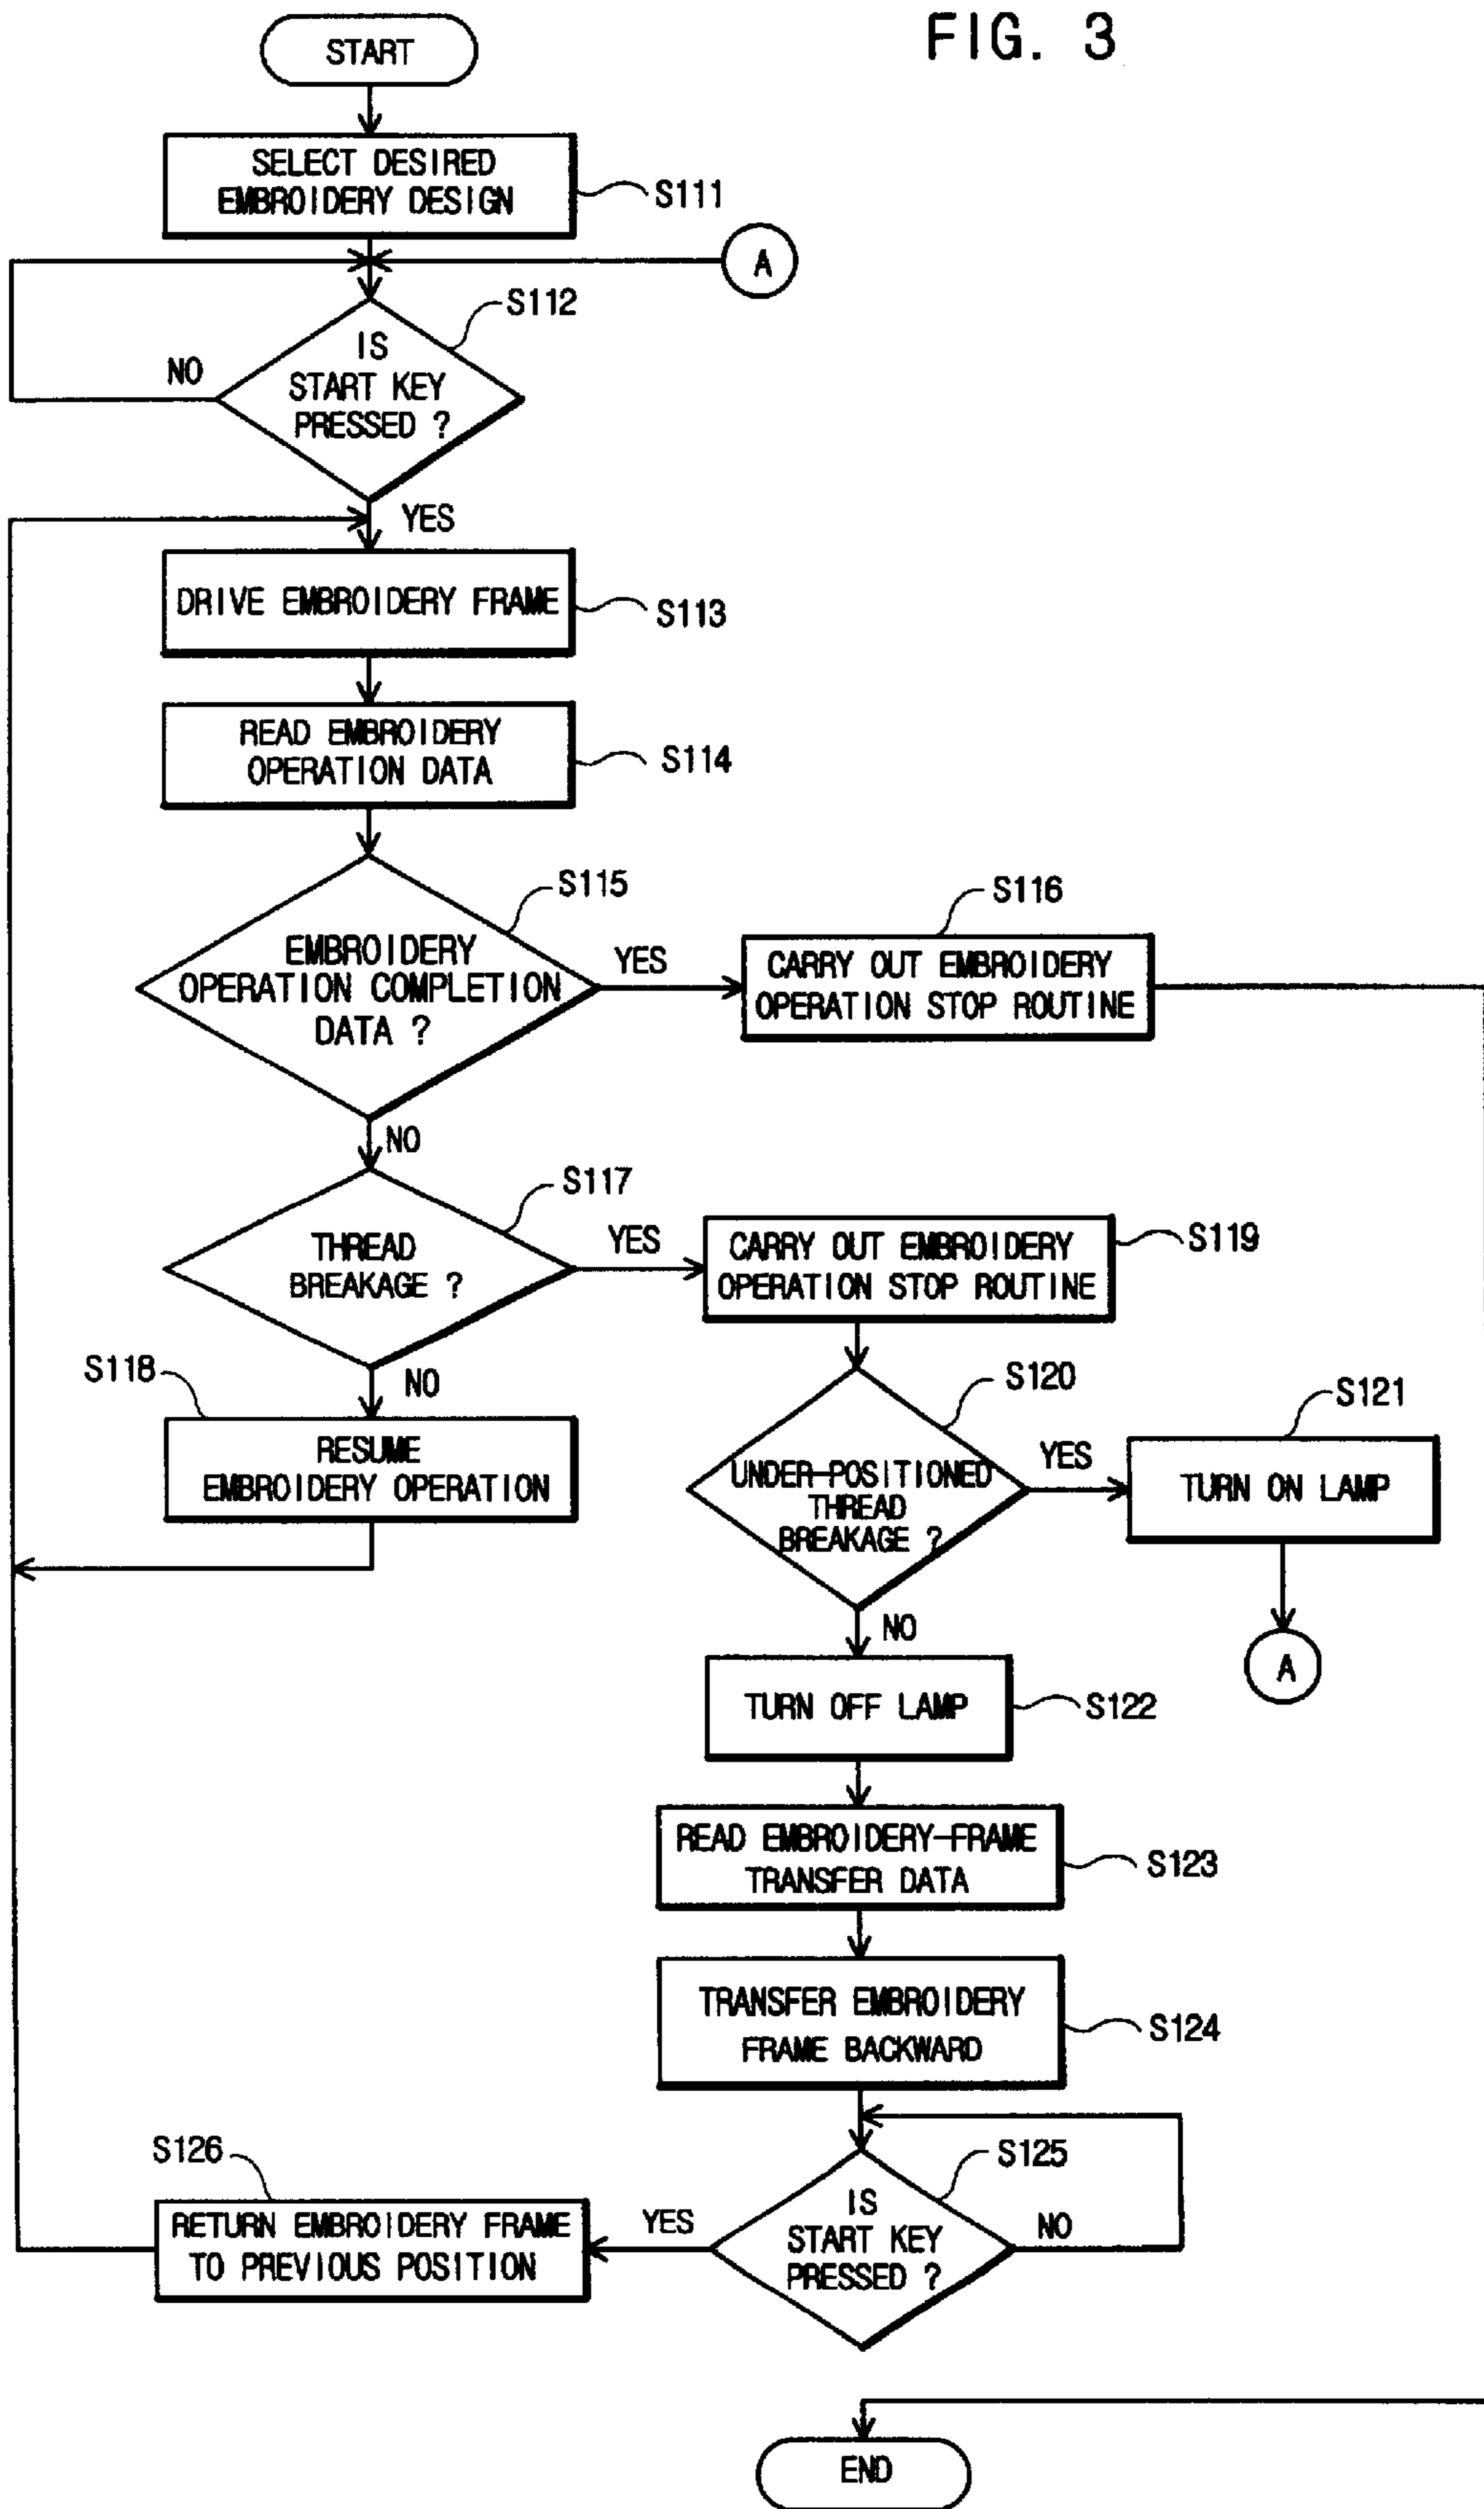 FIG. 3
START
SELECT DESIRED
EMBROIDERY DESIGN
S111
A
S112
IS
START KEY
PRESSED ?
NO
YES
DRIVE EMBROIDERY FRAME
S113
READ EMBROIDERY
OPERATION DATA
S114
S115
EMBROIDERY
OPERATION COMPLETION
DATA ?
YES
S116
CARRY OUT EMBROIDERY
OPERATION STOP ROUTINE
NO
S117
THREAD
BREAKAGE ?
YES
CARRY OUT EMBROIDERY
OPERATION STOP ROUTINE
S119
S118
NO
RESUME
EMBROIDERY OPERATION
S120
UNDER-POSITIONED
THREAD
BREAKAGE ?
YES
S121
TURN ON LAMP
A
NO
TURN OFF LAMP
S122
READ EMBROIDERY-FRAME
TRANSFER DATA
S123
TRANSFER EMBROIDERY
FRAME BACKWARD
S124
S125
IS
START KEY
PRESSED ?
NO
YES
S126
RETURN EMBROIDERY FRAME
TO PREVIOUS POSITION
END